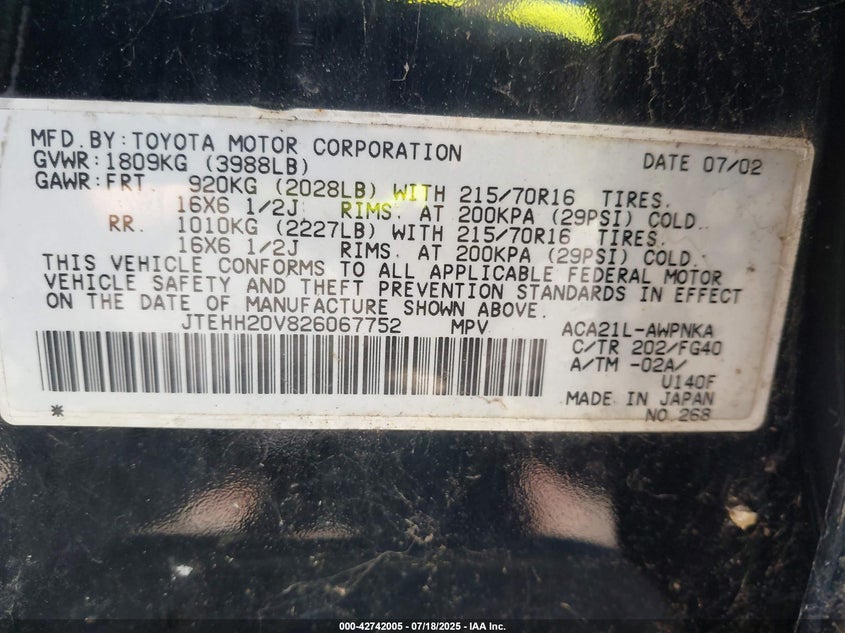 MFD.BY:TOYOTA MOTOR CORPORATION DATE 07/02
GVWR:1809KG (3988LB)
GAWR:FRT. 920KG (2028LB) WITH 215/70R16 TIRES.
16X6 1/2J RIMS. AT 200KPA (29PSI) COLD.
RR. 1010KG (2227LB) WITH 215/70R16 TIRES.
16X6 1/2J RIMS. AT 200KPA (29PSI) COLD.
THIS VEHICLE CONFORMS TO ALL APPLICABLE FEDERAL MOTOR
VEHICLE SAFETY AND THEFT PREVENTION STANDARDS IN EFFECT
ON THE DATE OF MANUFACTURE SHOWN ABOVE.
JTEHH20V826067752 MPV ACA21L-AWPNKA
C/TR 202/FG40
A/TM -02A/
U140F
MADE IN JAPAN
* NO.268
000-42742005 - 07/18/2025 - IAA Inc.